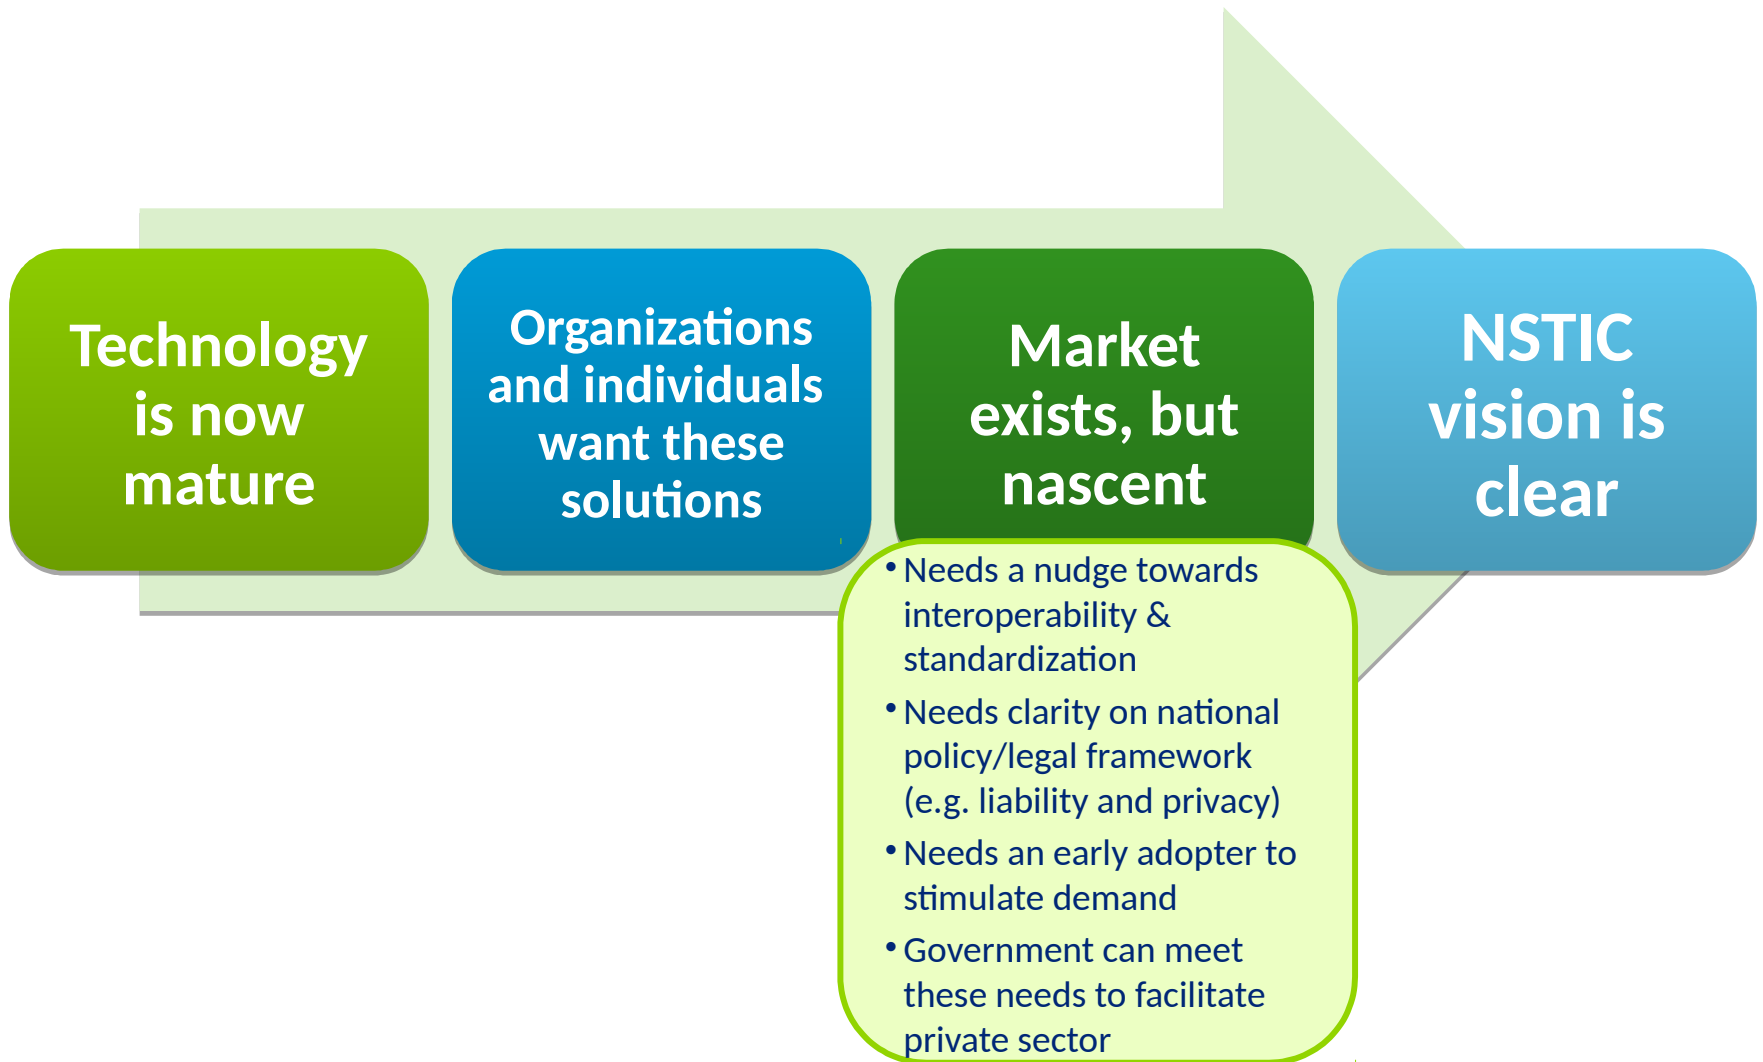 Technology
is now
mature
Organizations
and individuals
want these
solutions
Market
exists, but
nascent
NSTIC
vision is
clear
• Needs a nudge towards
interoperability &
standardization
• Needs clarity on national
policy/legal framework
(e.g. liability and privacy)
• Needs an early adopter to
stimulate demand
• Government can meet
these needs to facilitate
private sector